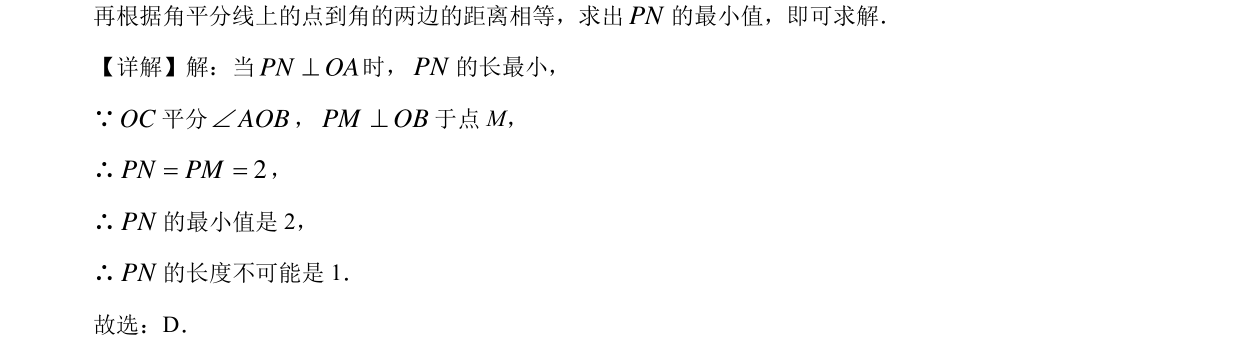 再根据角平分线上的点到角的两边的距离相等，求出 PN 的最小值，即可求解．
【详解】解：当 PN ⊥ OA 时， PN 的长最小，
∵ OC 平分∠AOB ， PM ⊥ OB 于点 M，
∴ PN = PM = 2，
∴ PN 的最小值是 2，
∴ PN 的长度不可能是 1．
故选：D．